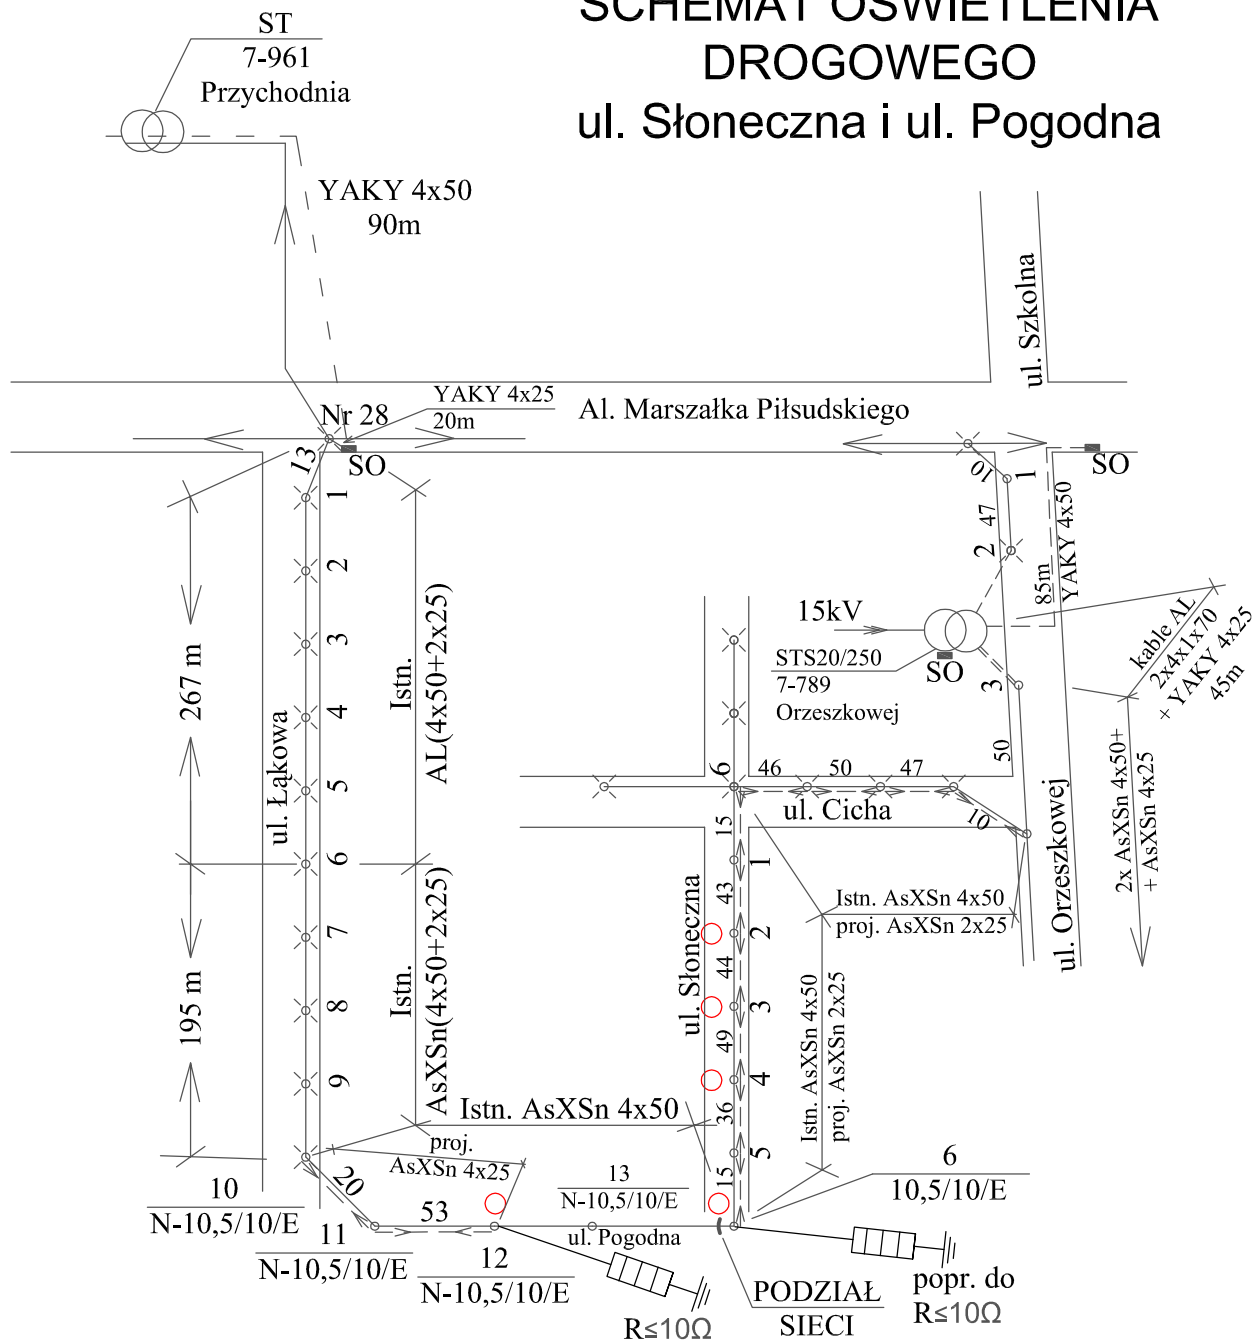 SCHEMAT OŚWIETLENIA
DROGOWEGO
ul. Słoneczna i ul. Pogodna
ST
7-961
Przychodnia
YAKY 4x50
90m
ul. Szkolna
YAKY 4x25
20m
Al. Marszałka Piłsudskiego
Nr 28
SO
13
SO
10
1
47
2
85m
YAKY 4x50
1
2
3
4
5
6
7
8
9
267 m
195 m
ul. Łąkowa
Istn.
AL(4x50+2x25)
Istn.
AsXSn(4x50+2x25)
15kV
STS20/250
7-789
Orzeszkowej
SO
3
50
kable AL
2x4x1x70
+ YAKY 4x25
45m
2x AsXSn 4x50+
+ AsXSn 4x25
6
46
50
47
ul. Cicha
10
15
1
43
2
44
3
49
4
36
5
15
ul. Słoneczna
Istn. AsXSn 4x50
proj. AsXSn 2x25
Istn. AsXSn 4x50
proj. AsXSn 2x25
ul. Orzeszkowej
Istn. AsXSn 4x50
proj.
AsXSn 4x25
13
N-10,5/10/E
6
10,5/10/E
10
N-10,5/10/E
20
53
11
N-10,5/10/E
12
N-10,5/10/E
ul. Pogodna
R≤10Ω
PODZIAŁ
SIECI
popr. do
R≤10Ω